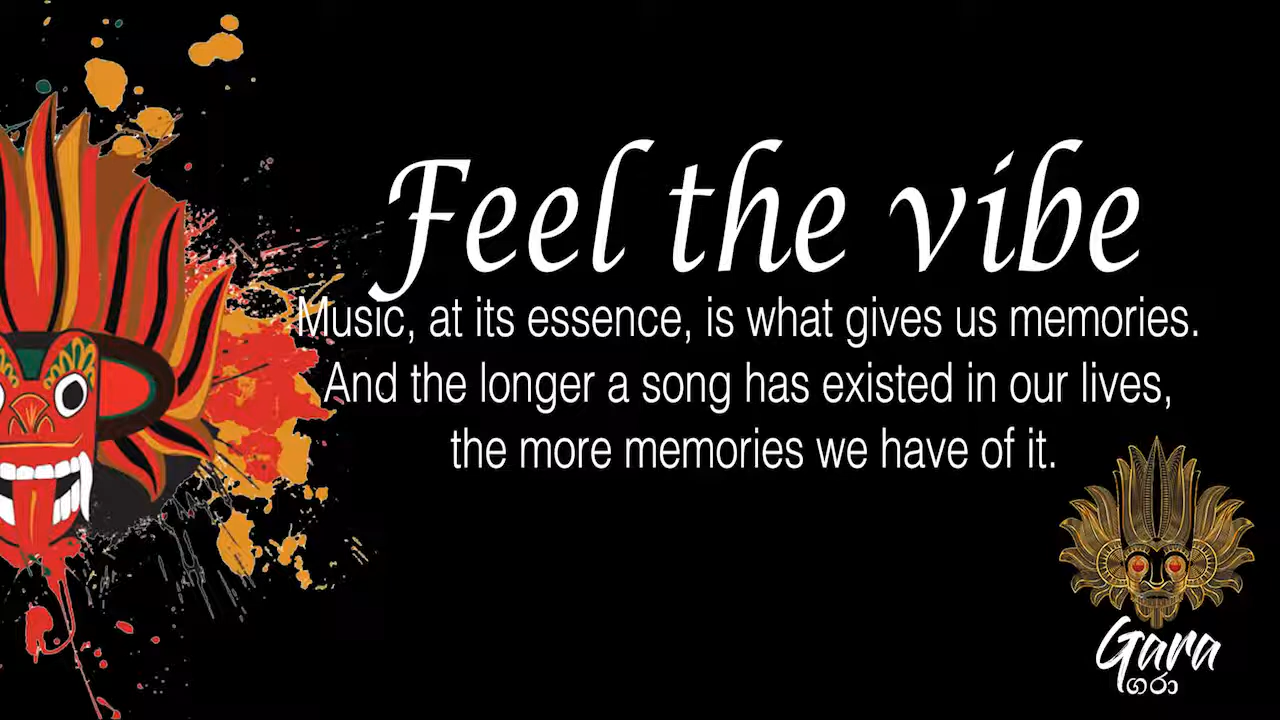 Feel the vibe
Music, at its essence, is what gives us memories.
And the longer a song has existed in our lives,
the more memories we have of it.
Gara
ගරා